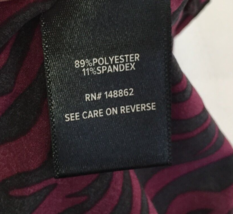 89%POLYESTER
11%SPANDEX
RN# 148862
SEE CARE ON REVERSE